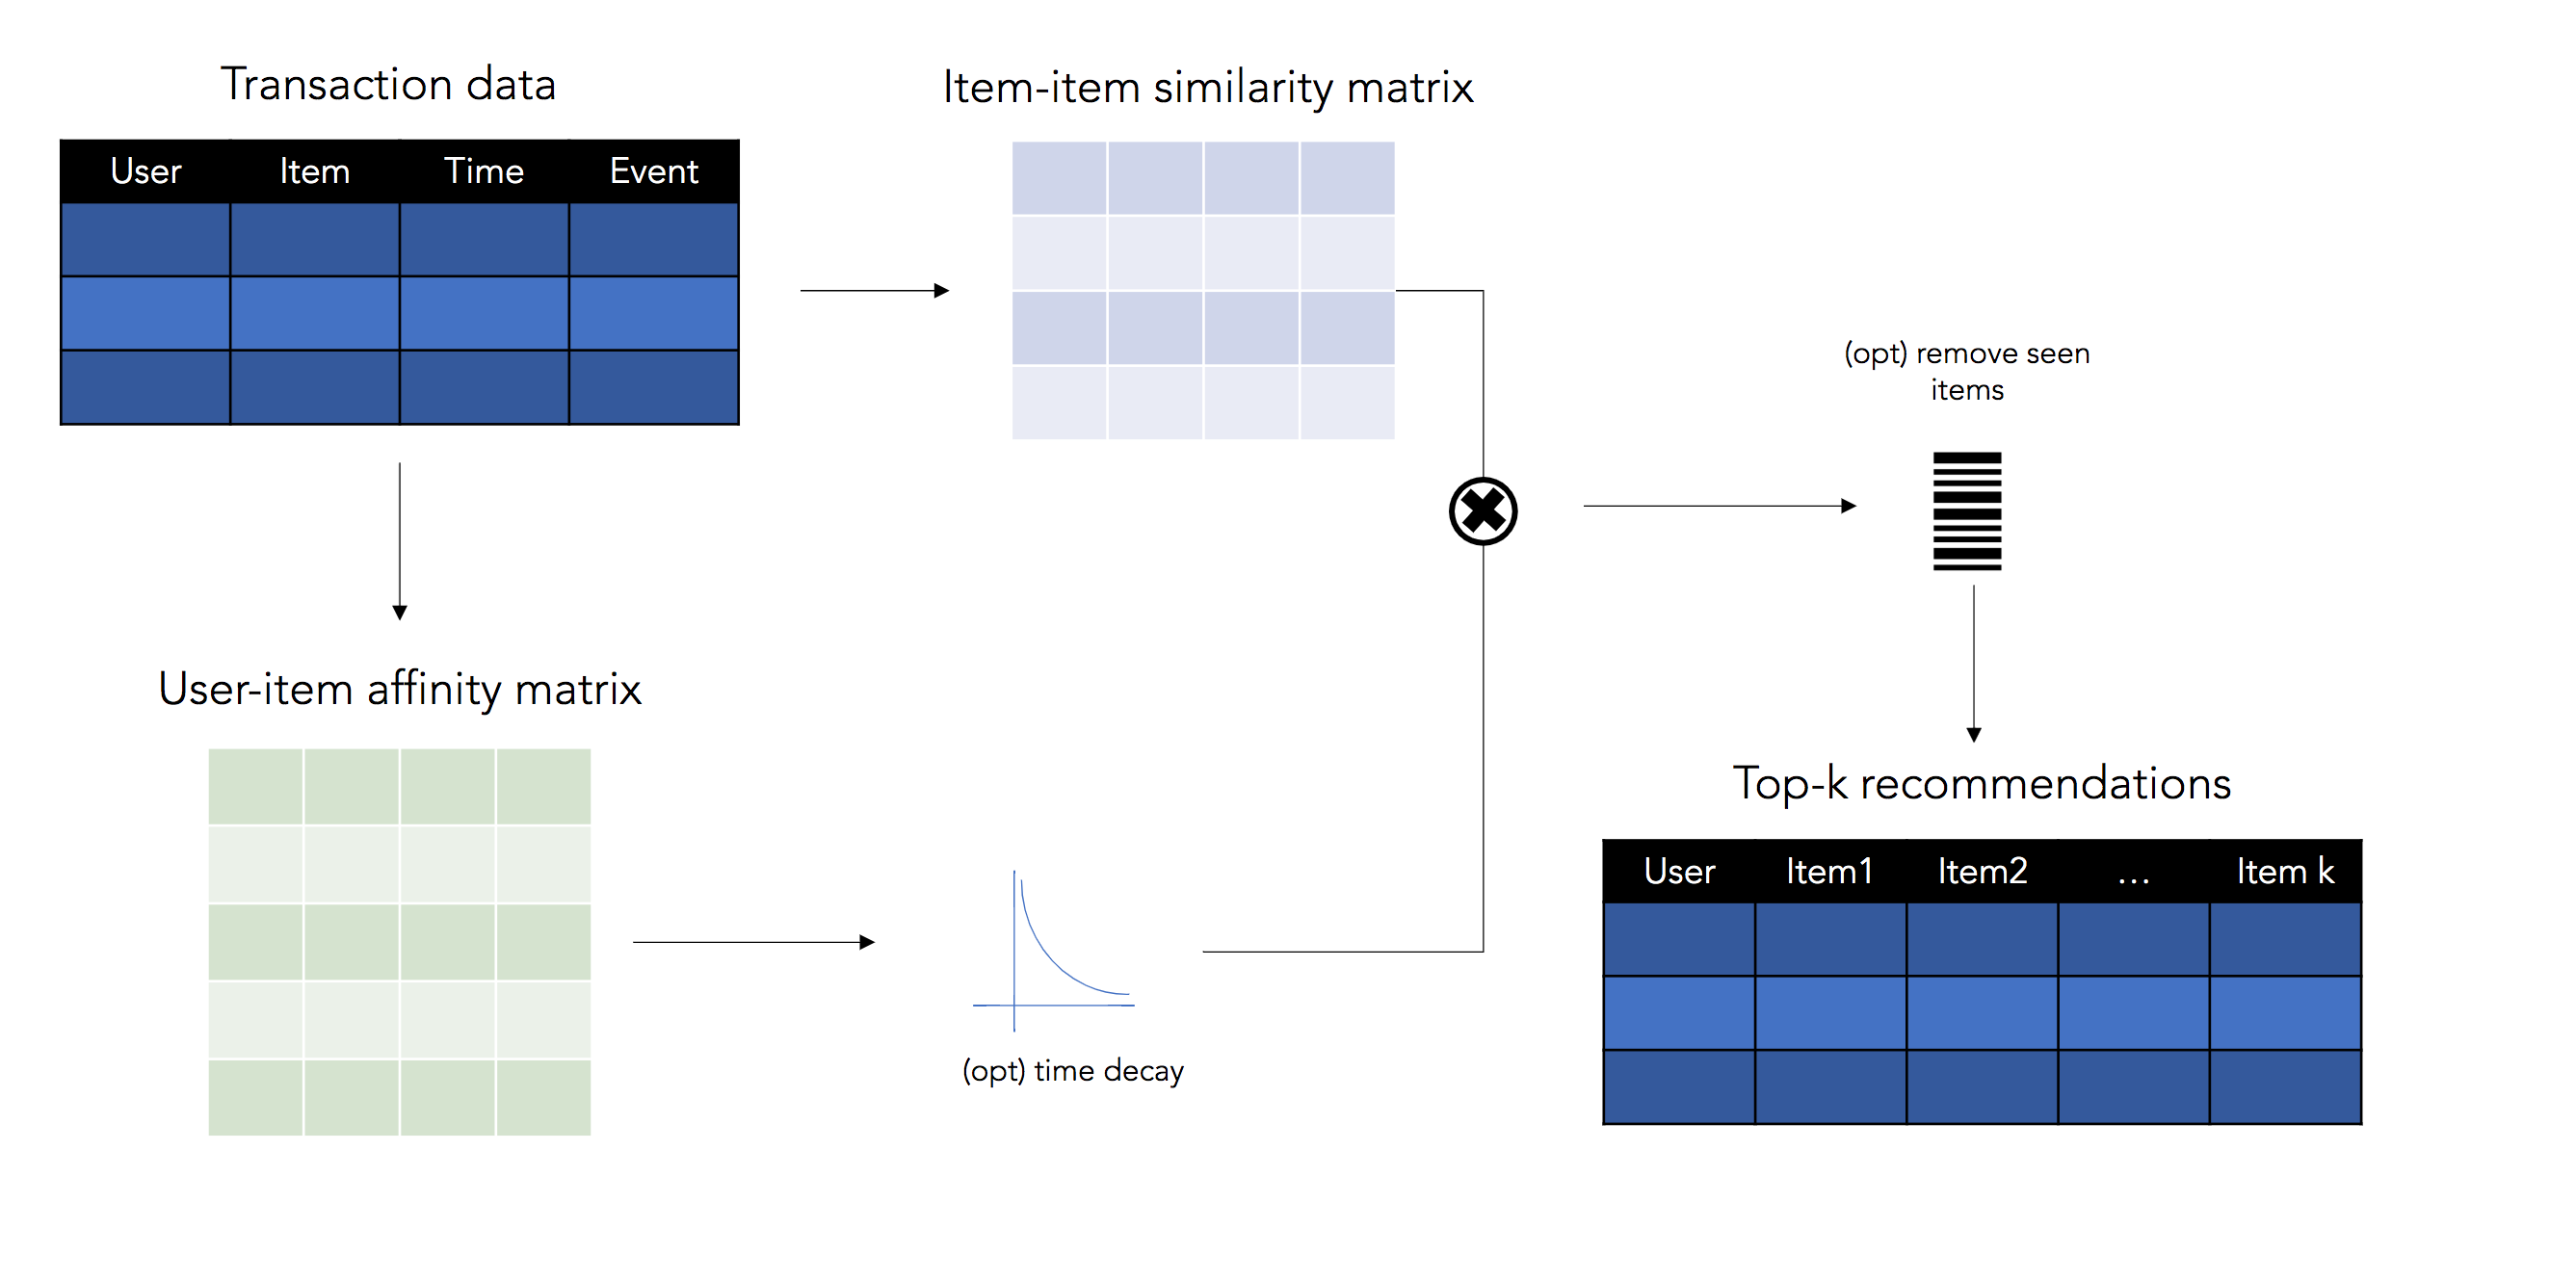 Transaction data
User Item Time Event
Item-item similarity matrix
(opt) remove seen
items
User-item affinity matrix
(opt) time decay
Top-k recommendations
User Item1 Item2 ... Item k